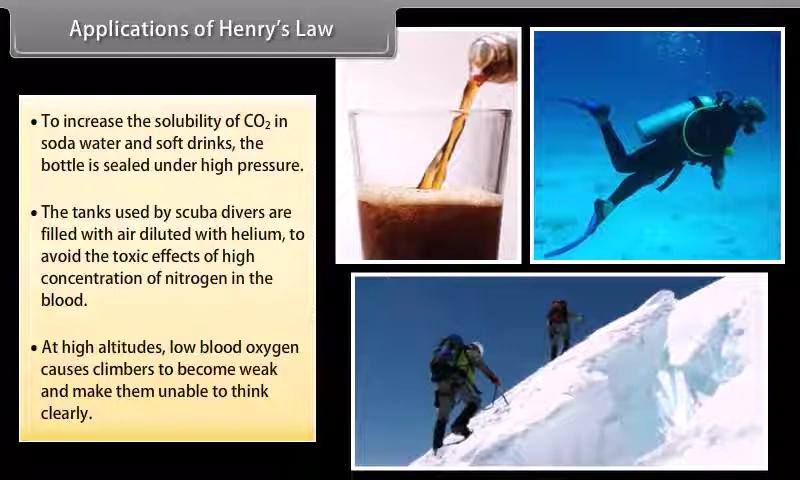 Applications of Henry's Law
• To increase the solubility of CO₂ in
soda water and soft drinks, the
bottle is sealed under high pressure.
• The tanks used by scuba divers are
filled with air diluted with helium, to
avoid the toxic effects of high
concentration of nitrogen in the
blood.
• At high altitudes, low blood oxygen
causes climbers to become weak
and make them unable to think
clearly.